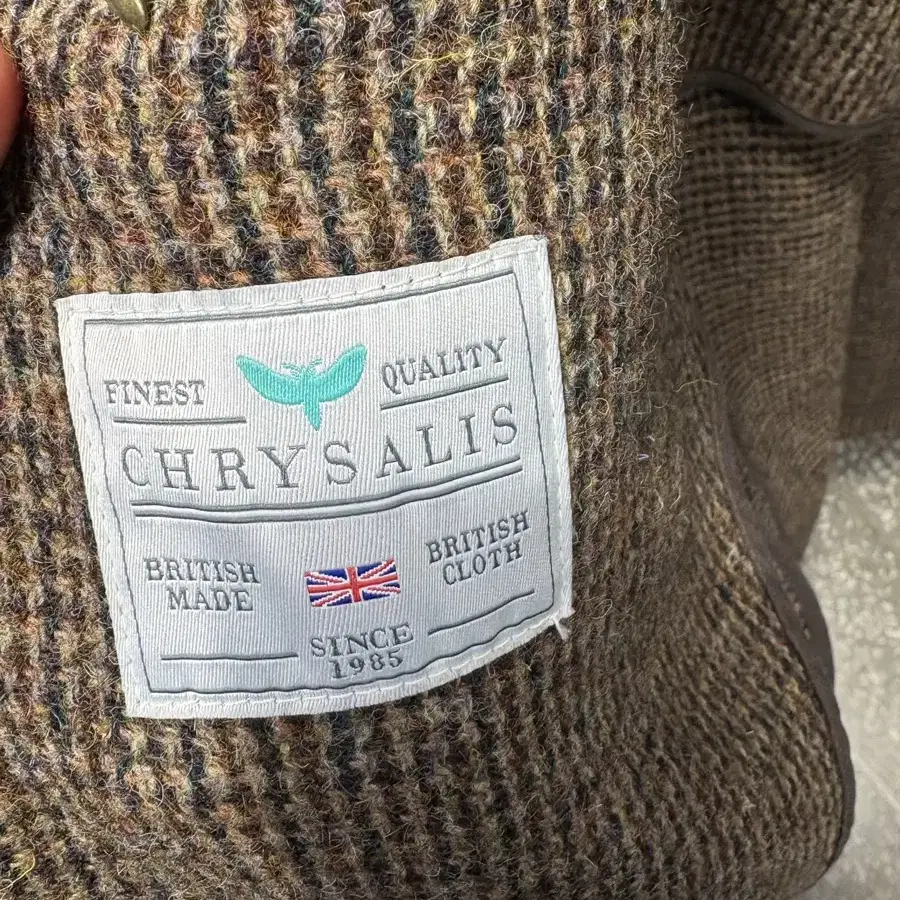 FINEST
QUALITY
CHRYSALIS
BRITISH
MADE
BRITISH
CLOTH
SINCE
1985